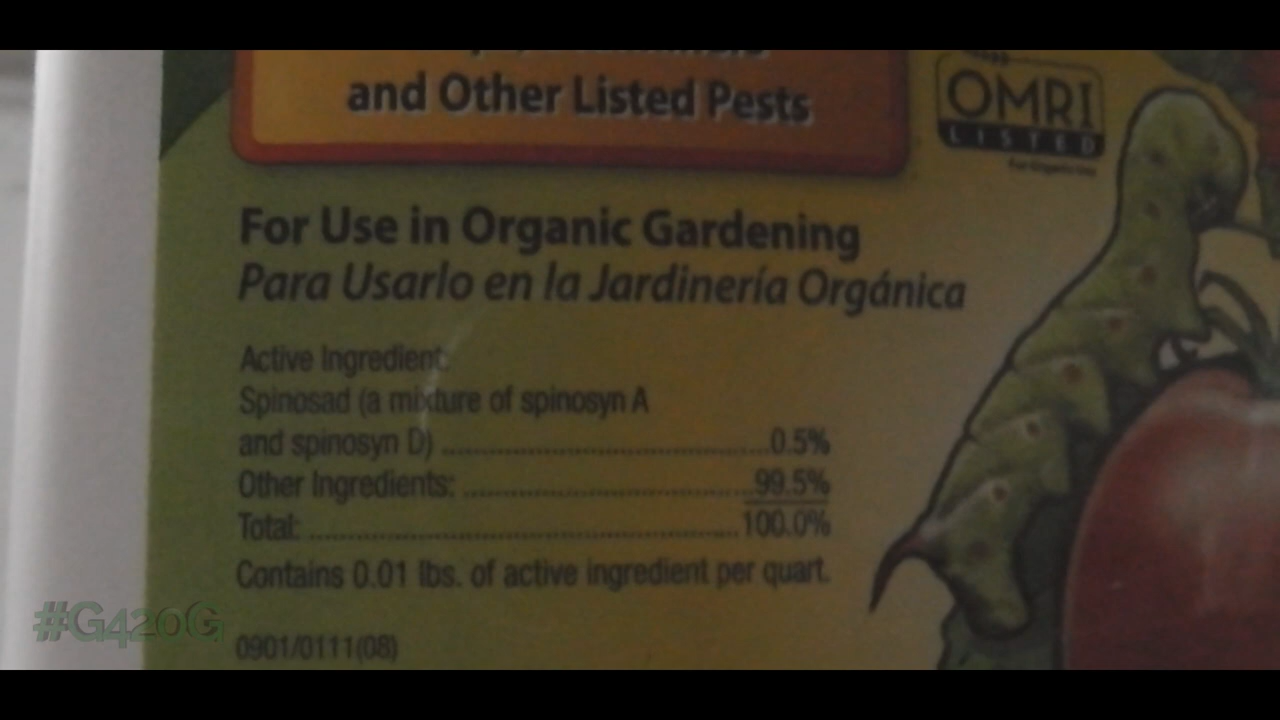 and Other Listed Pests
OMRI
LISTED
For Use in Organic Gardening
Para Usarlo en la Jardinería Orgánica
Active Ingredient:
Spinosad (a mixture of spinosyn A
and spinosyn D) ........................................ 0.5%
Other Ingredients: .................................... 99.5%
Total: ...................................................... 100.0%
Contains 0.01 lbs. of active ingredient per quart.
#G420G
0901/0111(08)